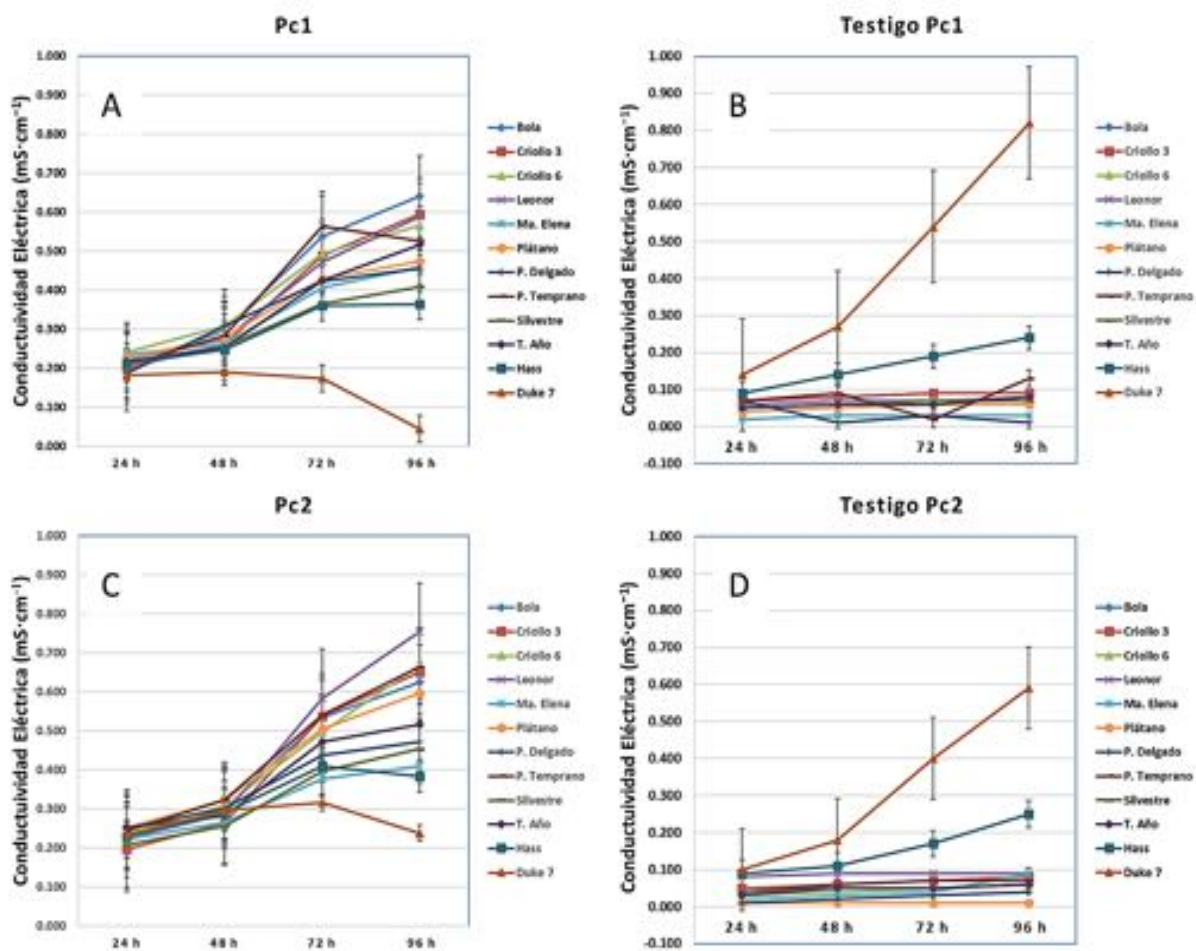 Pc1
Conductuividad Eléctrica (mS·cm⁻¹)
1.000
0.900
0.800
0.700
0.600
0.500
0.400
0.300
0.200
0.100
0.000
A
24 h 48 h 72 h 96 h
Bola
Criollo 3
Criollo 6
Leonor
Ma. Elena
Plátano
P. Delgado
P. Temprano
Silvestre
T. Año
Hass
Duke 7
Testigo Pc1
Conductuividad Eléctrica (mS·cm⁻¹)
1.000
0.900
0.800
0.700
0.600
0.500
0.400
0.300
0.200
0.100
0.000
-0.100
B
24 h 48 h 72 h 96 h
Bola
Criollo 3
Criollo 6
Leonor
Ma. Elena
Plátano
P. Delgado
P. Temprano
Silvestre
T. Año
Hass
Duke 7
Pc2
Conductuividad Eléctrica (mS·cm⁻¹)
1.000
0.900
0.800
0.700
0.600
0.500
0.400
0.300
0.200
0.100
0.000
C
24 h 48 h 72 h 96 h
Bola
Criollo 3
Criollo 6
Leonor
Ma. Elena
Plátano
P. Delgado
P. Temprano
Silvestre
T. Año
Hass
Duke 7
Testigo Pc2
Conductuividad Eléctrica (mS·cm⁻¹)
1.000
0.900
0.800
0.700
0.600
0.500
0.400
0.300
0.200
0.100
0.000
-0.100
D
24 h 48 h 72 h 96 h
Bola
Criollo 3
Criollo 6
Leonor
Ma. Elena
Plátano
P. Delgado
P. Temprano
Silvestre
T. Año
Hass
Duke 7